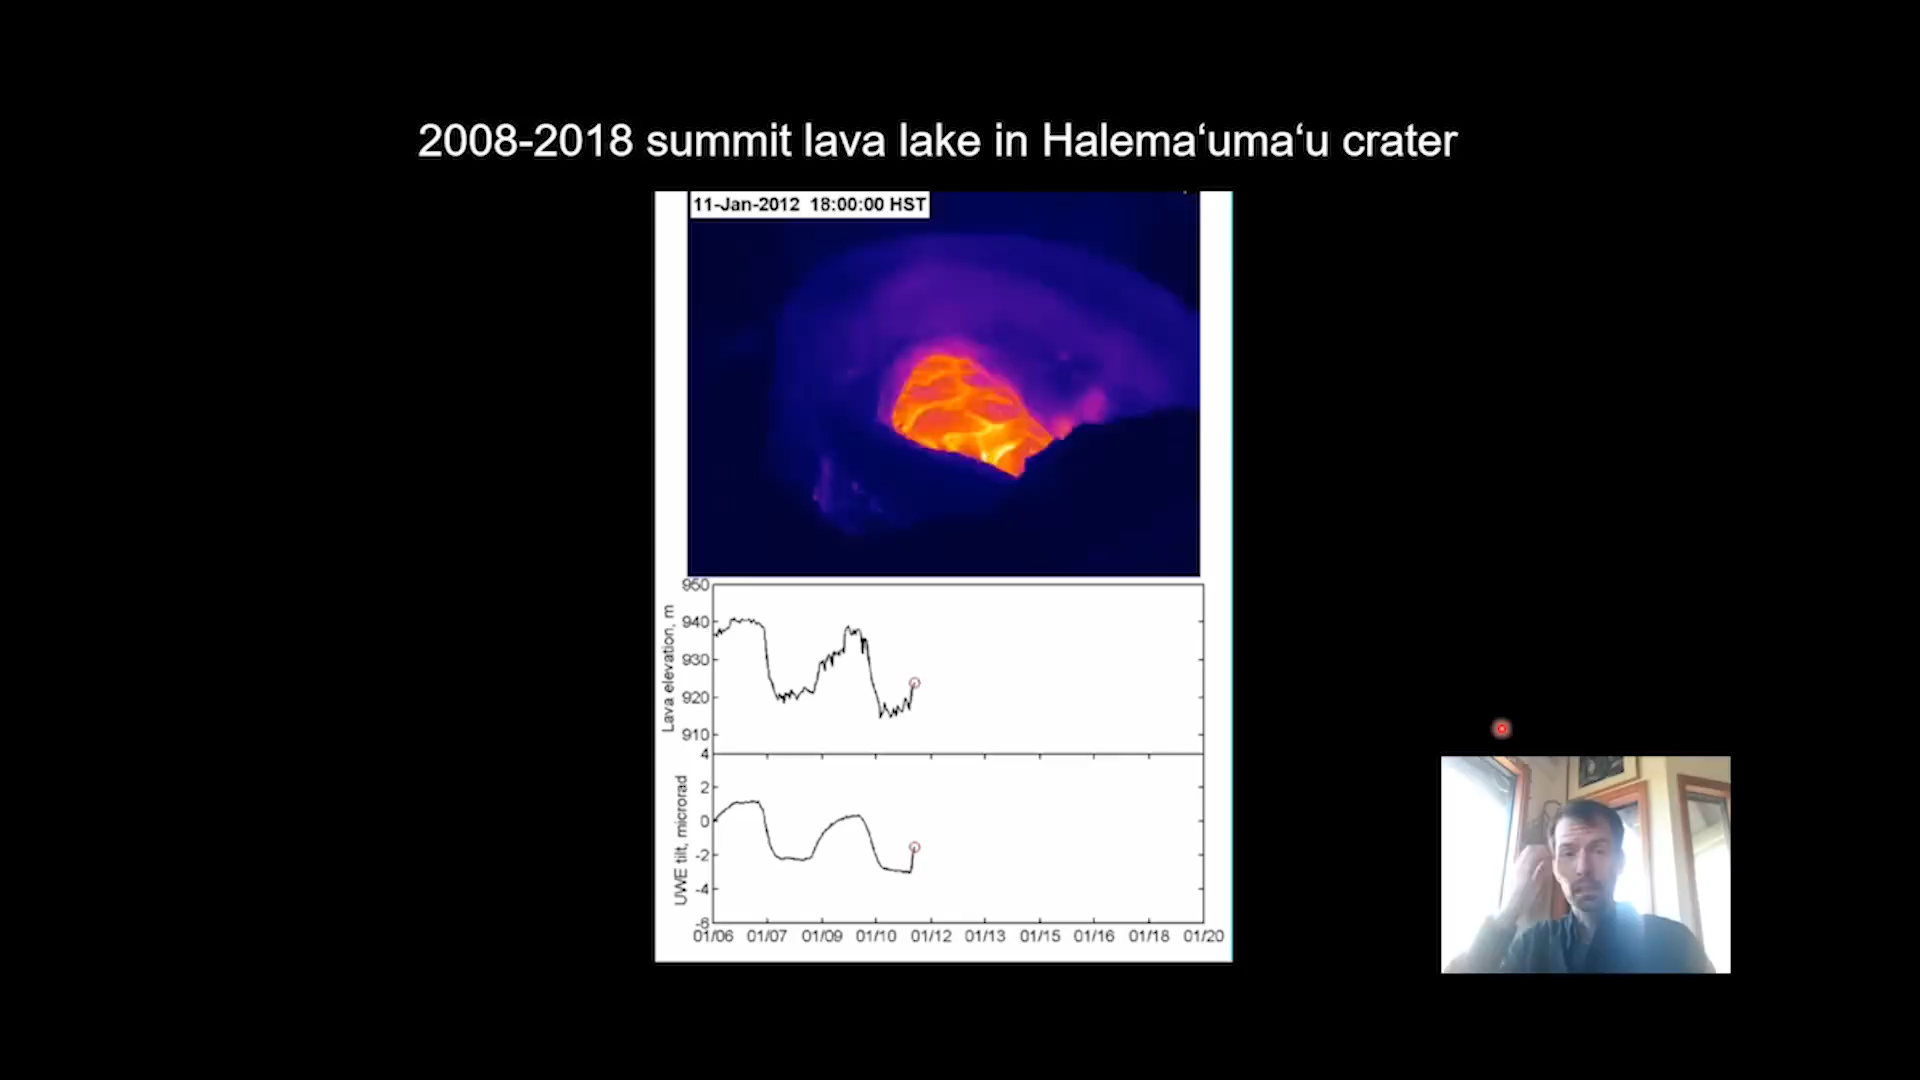 2008-2018 summit lava lake in Halemaʻumaʻu crater
11-Jan-2012 18:00:00 HST
950
940
930
920
910
Lava elevation, m
4
2
0
-2
-4
-6
UWE tilt, microrad
01/06 01/07 01/09 01/10 01/12 01/13 01/15 01/16 01/18 01/20